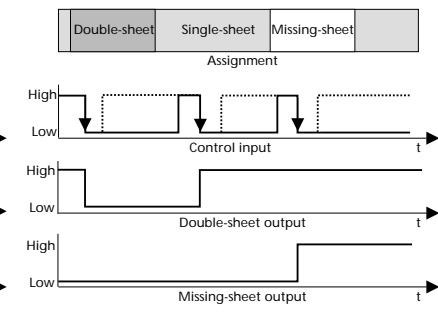 Double-sheet Single-sheet Missing-sheet
Assignment
High
Low
Control input t
High
Low
Double-sheet output t
High
Low
Missing-sheet output t